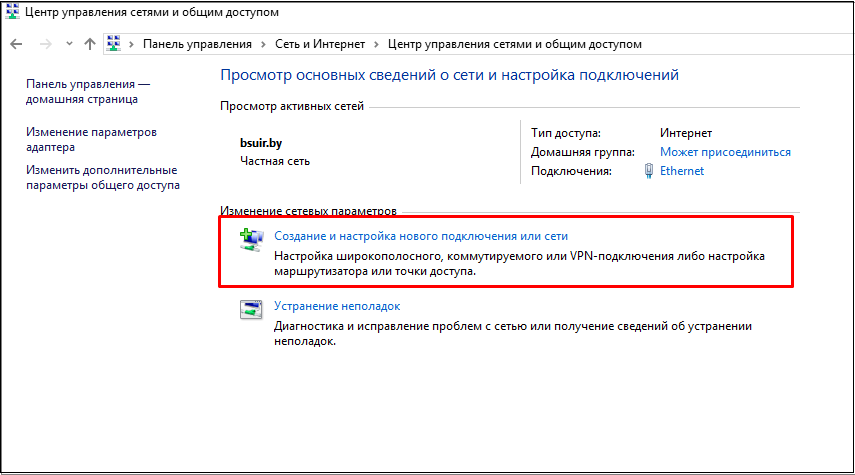 Центр управления сетями и общим доступом
Панель управления > Сеть и Интернет > Центр управления сетями и общим доступом
Панель управления —
домашняя страница
Изменение параметров
адаптера
Изменить дополнительные
параметры общего доступа
Просмотр основных сведений о сети и настройка подключений
Просмотр активных сетей
bsuir.by
Частная сеть
Тип доступа: Интернет
Домашняя группа: Может присоединиться
Подключения: Ethernet
Изменение сетевых параметров
Создание и настройка нового подключения или сети
Настройка широкополосного, коммутируемого или VPN-подключения либо настройка
маршрутизатора или точки доступа.
Устранение неполадок
Диагностика и исправление проблем с сетью или получение сведений об устранении
неполадок.